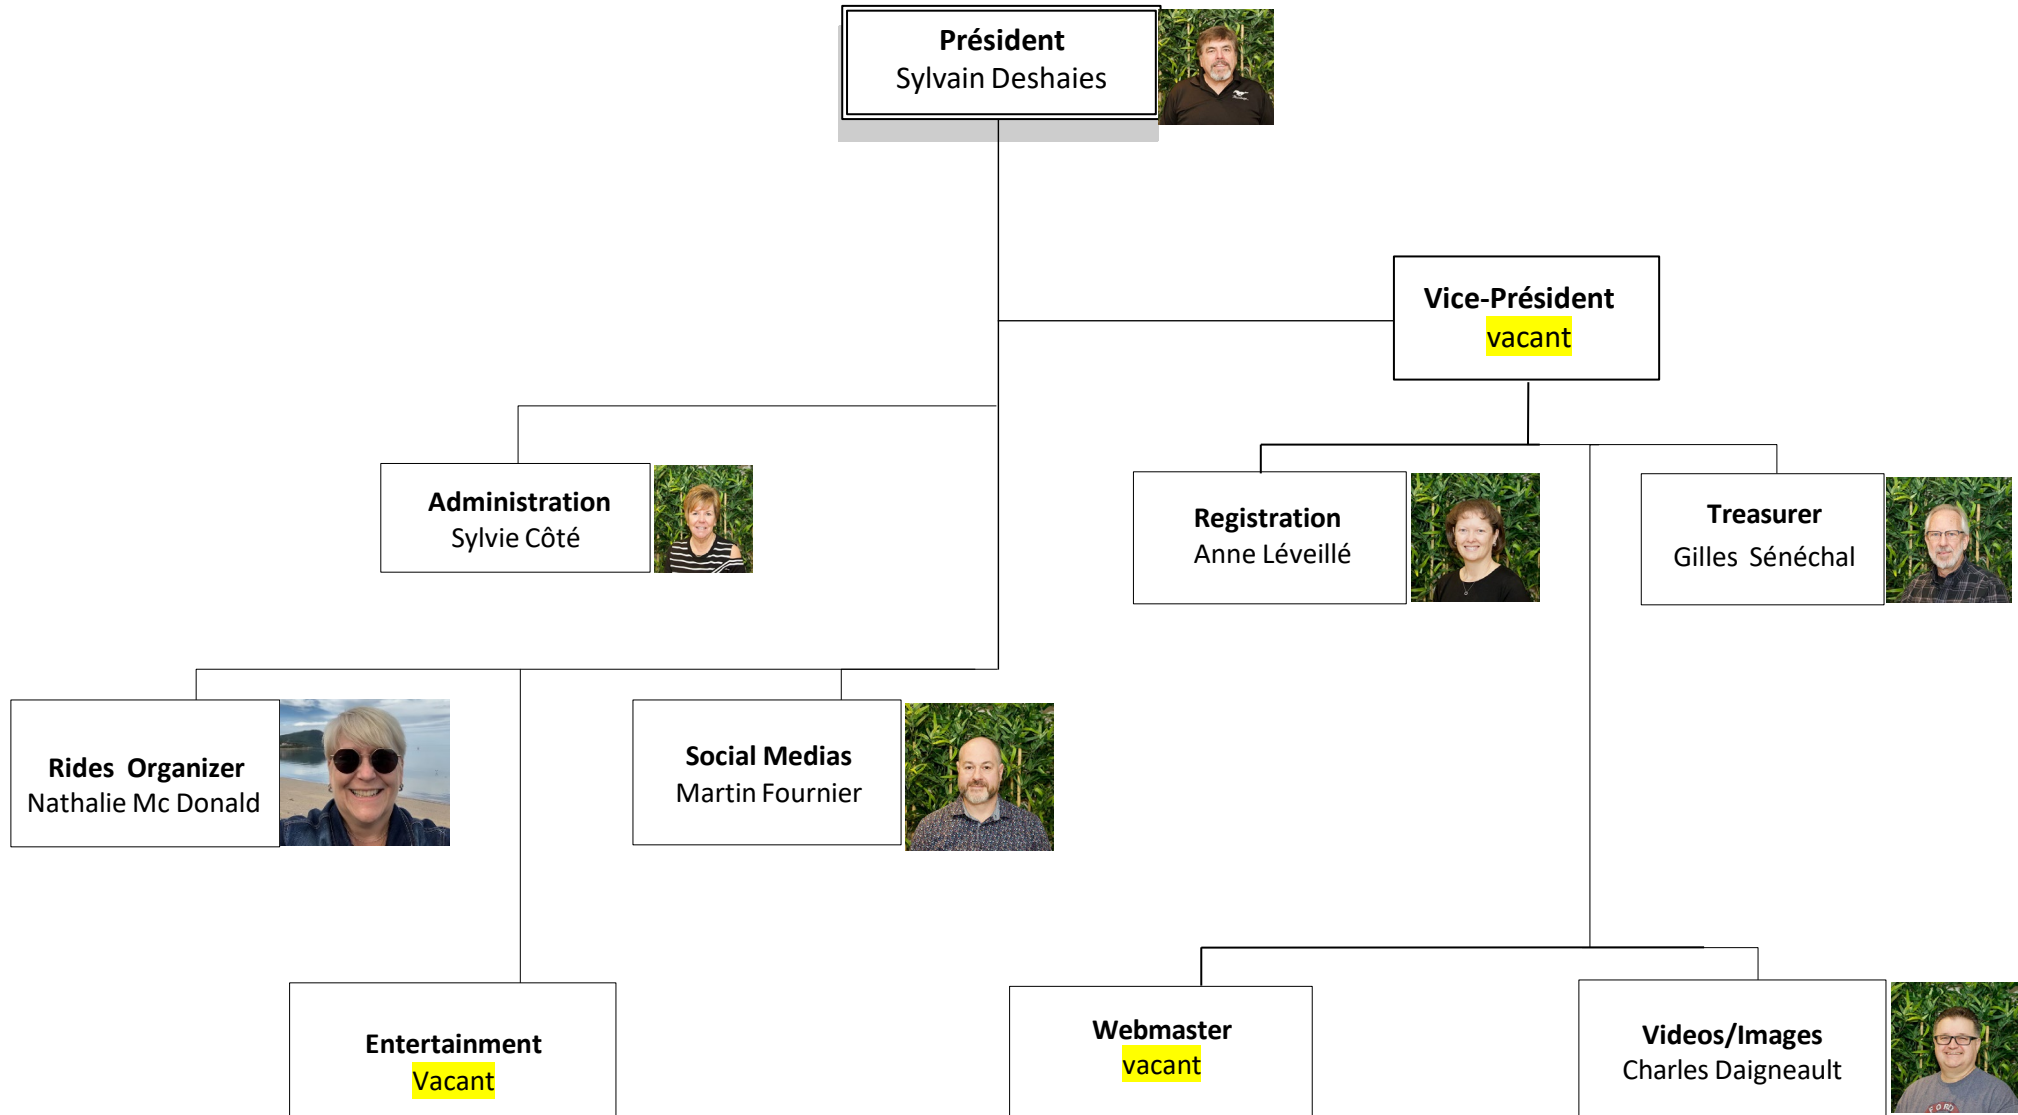 Président
Sylvain Deshaies
Vice-Président
vacant
Administration
Sylvie Côté
Registration
Anne Léveillé
Treasurer
Gilles Sénéchal
Rides Organizer
Nathalie Mc Donald
Social Medias
Martin Fournier
Entertainment
Vacant
Webmaster
vacant
Videos/Images
Charles Daigneault